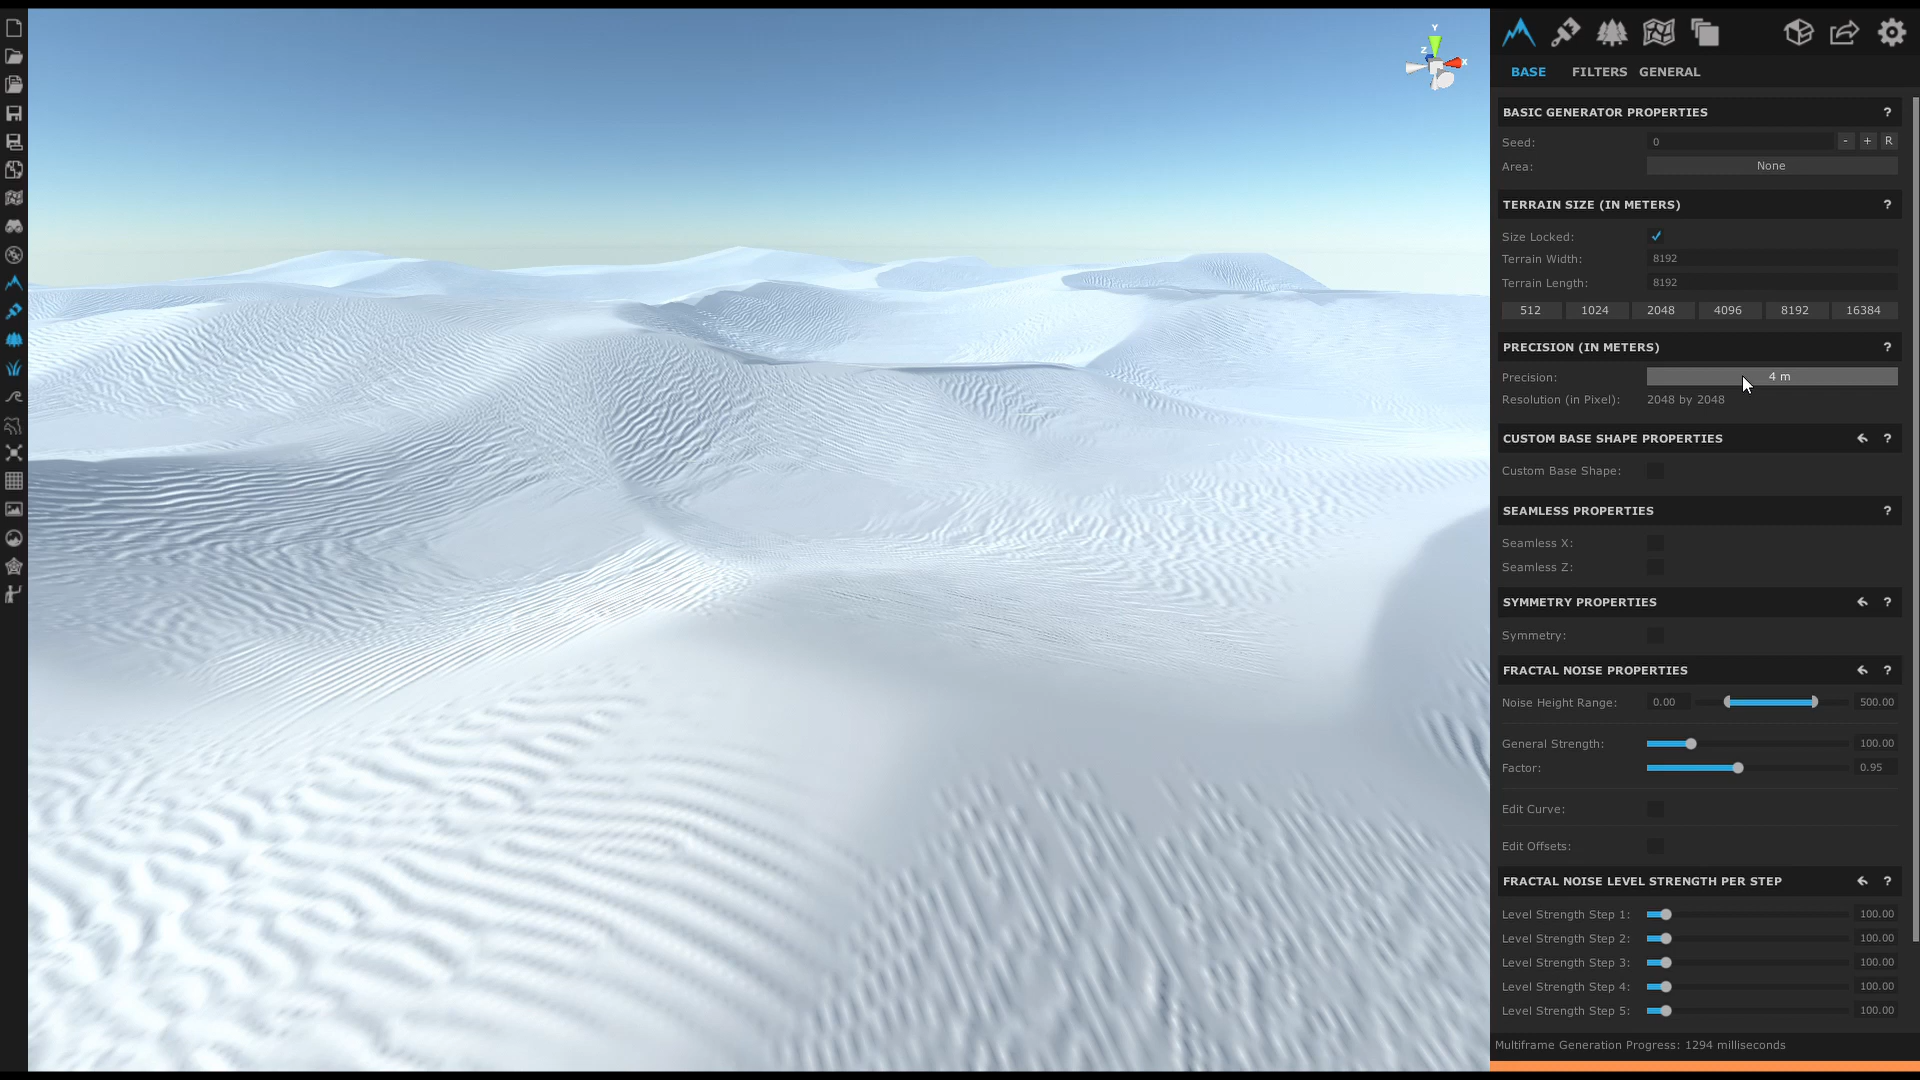 Y
Z
X
BASE FILTERS GENERAL
BASIC GENERATOR PROPERTIES ?
Seed: 0 - + R
Area: None
TERRAIN SIZE (IN METERS) ?
Size Locked:
Terrain Width: 8192
Terrain Length: 8192
512 1024 2048 4096 8192 16384
PRECISION (IN METERS) ?
Precision: 4 m
Resolution (in Pixel): 2048 by 2048
CUSTOM BASE SHAPE PROPERTIES ?
Custom Base Shape:
SEAMLESS PROPERTIES ?
Seamless X:
Seamless Z:
SYMMETRY PROPERTIES ?
Symmetry:
FRACTAL NOISE PROPERTIES ?
Noise Height Range: 0.00 500.00
General Strength: 100.00
Factor: 0.95
Edit Curve:
Edit Offsets:
FRACTAL NOISE LEVEL STRENGTH PER STEP ?
Level Strength Step 1: 100.00
Level Strength Step 2: 100.00
Level Strength Step 3: 100.00
Level Strength Step 4: 100.00
Level Strength Step 5: 100.00
Multiframe Generation Progress: 1294 milliseconds